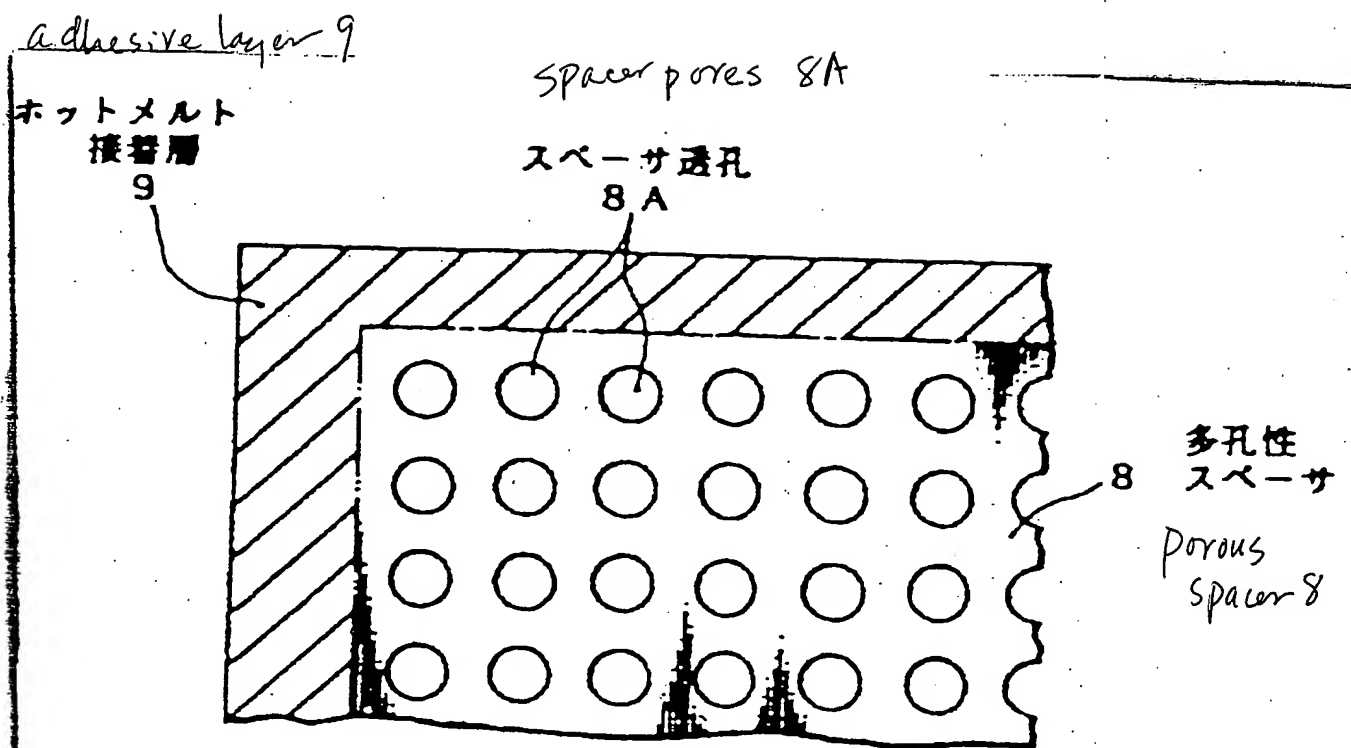 adhesive layer 9
spacer pores 8A
ホットメルト
接着層
9
スペーサ透孔
8A
多孔性
8 スペーサ
porous
spacer 8